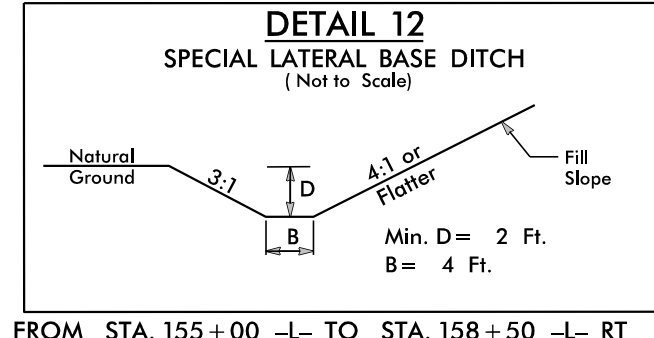 DETAIL 12
SPECIAL LATERAL BASE DITCH
( Not to Scale)
Natural
Ground
3:1
D
B
4:1 or
Flatter
Fill
Slope
Min. D = 2 Ft.
B = 4 Ft.
FROM STA. 155 + 00 -L- TO STA. 158 + 50 -L- RT